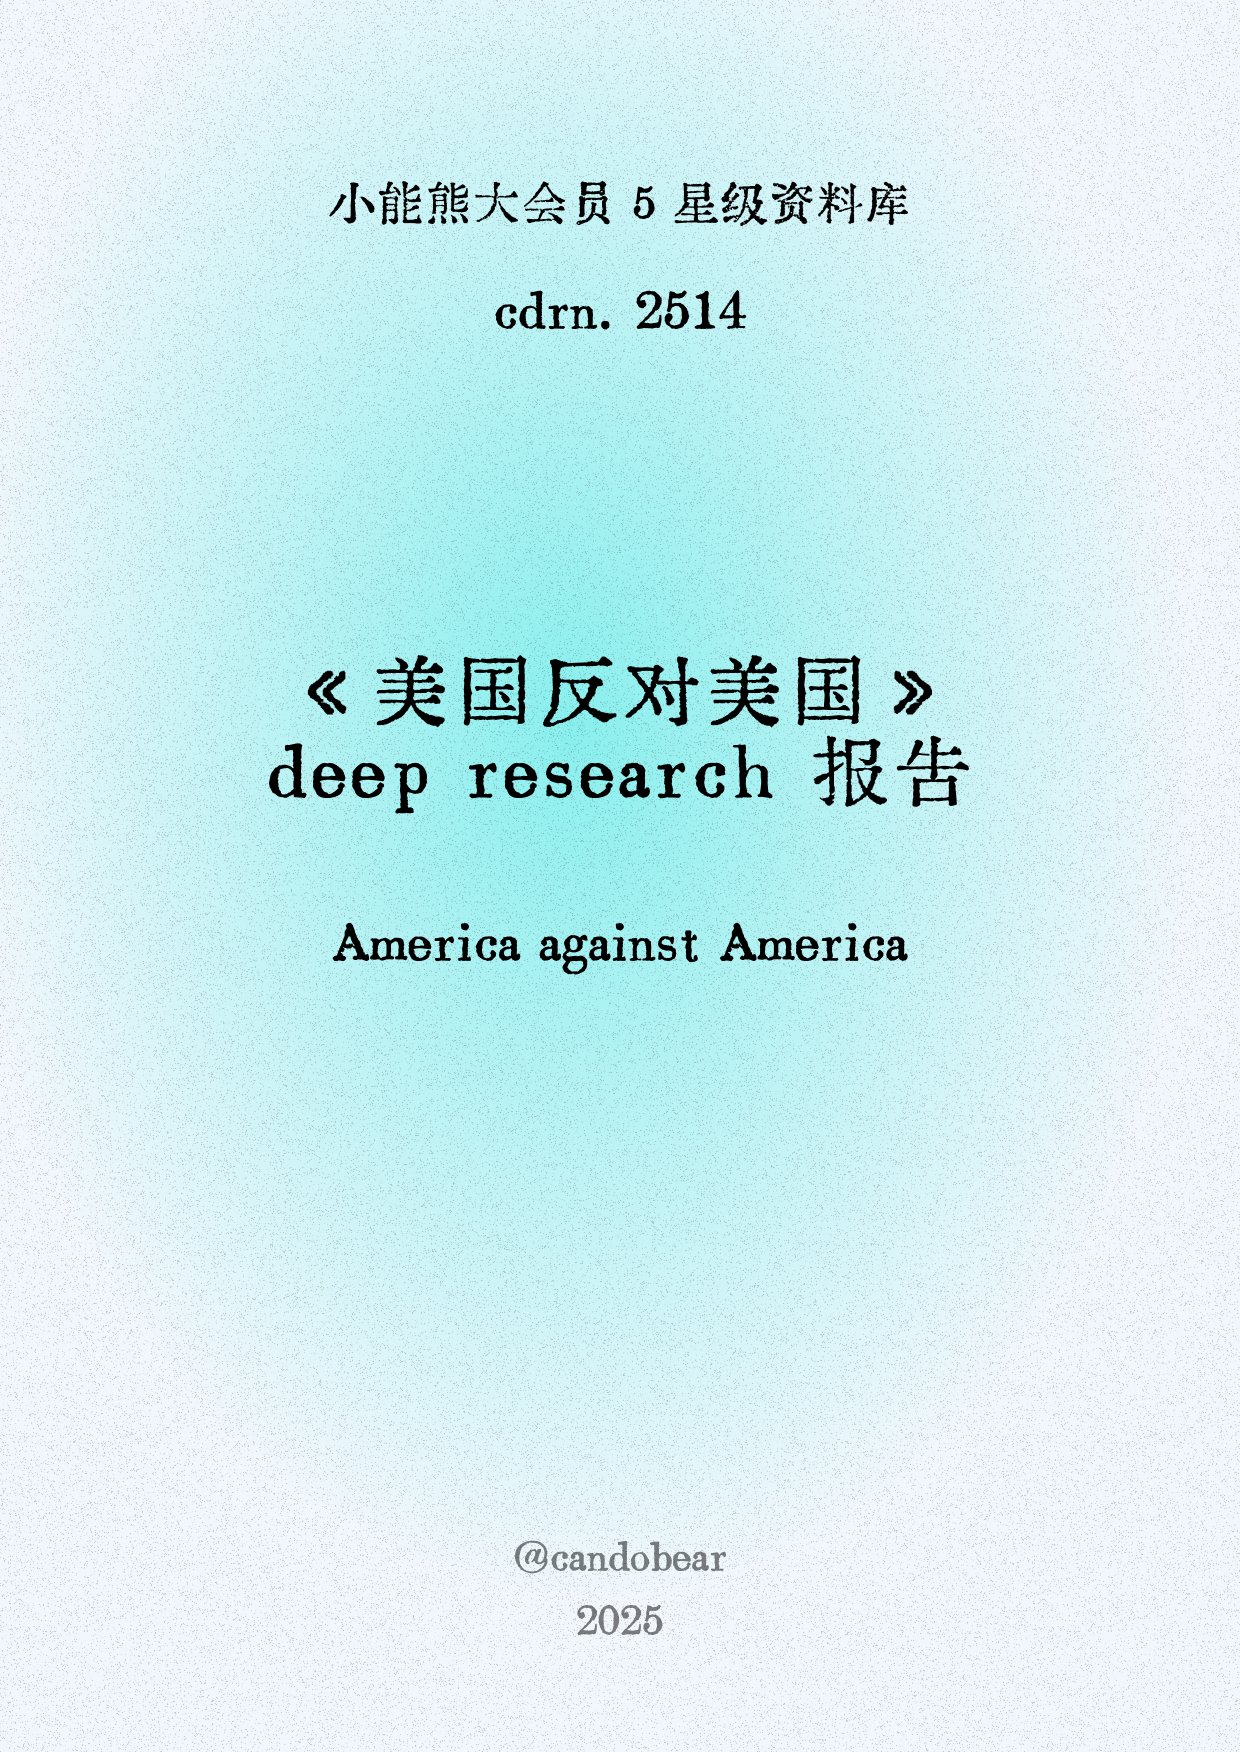 小能熊大会员 5 星级资料库
cdrn. 2514
《美国反对美国》
deep research 报告
America against America
@candobear
2025